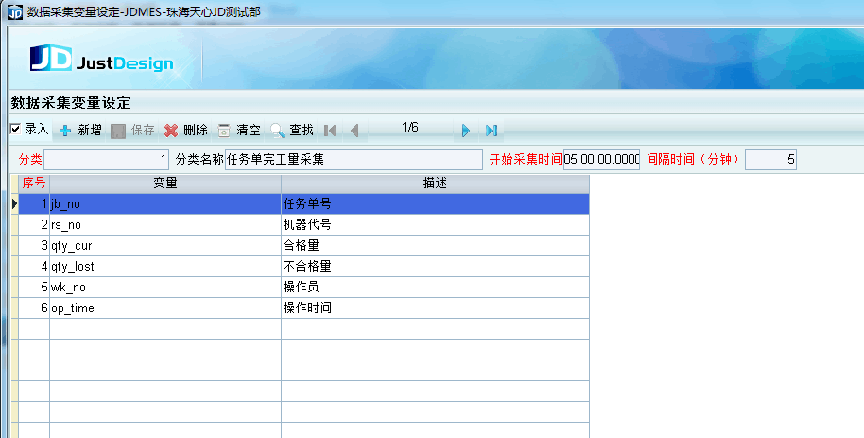 数据采集变量设定-JDMES-珠海天心JD测试部
JD JustDesign
数据采集变量设定
录入 新增 保存 删除 清空 查找 1/6
分类 1 分类名称 任务单完工量采集 开始采集时间 05 00 00.0000 间隔时间（分钟） 5
序号 变量 描述
1 jb_no 任务单号
2 rs_no 机器代号
3 qty_cur 合格量
4 qty_lost 不合格量
5 wk_no 操作员
6 op_time 操作时间